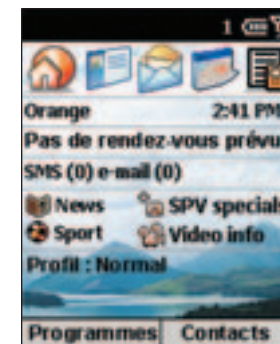 1
Orange 2:41 PM
Pas de rendez-vous prévu
SMS (0) e-mail (0)
News SPV specials
Sport Video info
Profil : Normal
Programmes Contacts